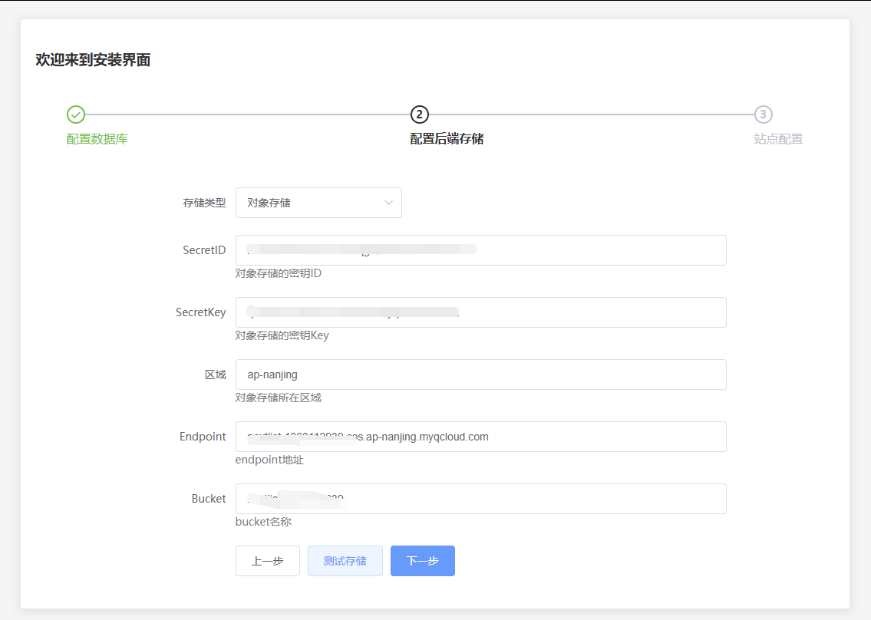 欢迎来到安装界面
2 3
配置数据库 配置后端存储 站点配置
存储类型 对象存储
SecretID
对象存储的密钥ID
SecretKey
对象存储的密钥Key
区域 ap-nanjing
对象存储所在区域
Endpoint cos.ap-nanjing.myqcloud.com
endpoint地址
Bucket
bucket名称
上一步 测试存储 下一步